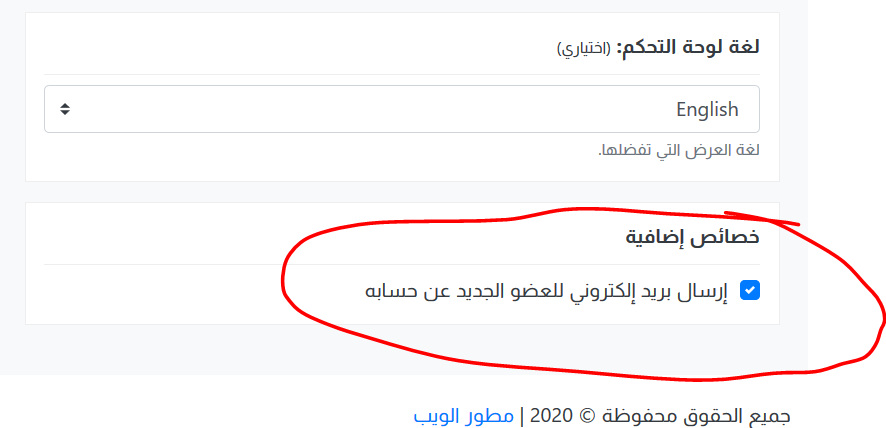 لغة لوحة التحكم: (اختياري)
English
لغة العرض التي تفضلها.
خصائص إضافية
إرسال بريد إلكتروني للعضو الجديد عن حسابه
جميع الحقوق محفوظة © 2020 | مطور الويب